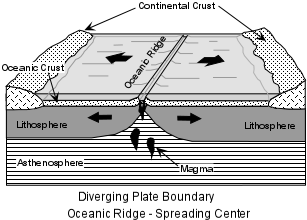 Continental Crust
Oceanic Ridge
Oceanic Crust
Lithosphere
Lithosphere
Asthenosphere
Magma
Diverging Plate Boundary
Oceanic Ridge - Spreading Center